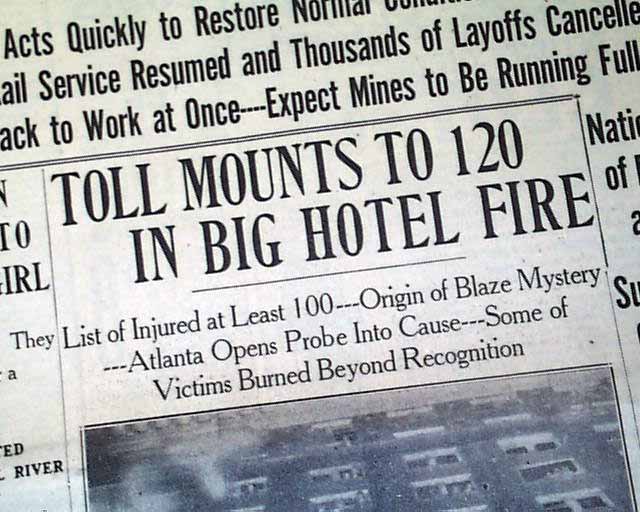 Acts Quickly to Restore Normal
ail Service Resumed and Thousands of Layoffs Cancelle
ack to Work at Once---Expect Mines to Be Running Full
TOLL MOUNTS TO 120
IN BIG HOTEL FIRE
List of Injured at Least 100---Origin of Blaze Mystery
---Atlanta Opens Probe Into Cause---Some of
Victims Burned Beyond Recognition
N
TO
GIRL
They
a
ED
RIVER
Natio
of
a
Su